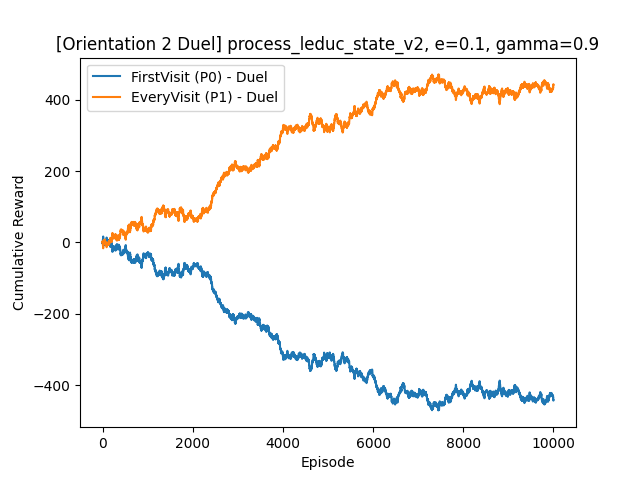 [Orientation 2 Duel] process_leduc_state_v2, e=0.1, gamma=0.9
FirstVisit (P0) - Duel
EveryVisit (P1) - Duel
400
200
0
−200
−400
Cumulative Reward
0 2000 4000 6000 8000 10000
Episode